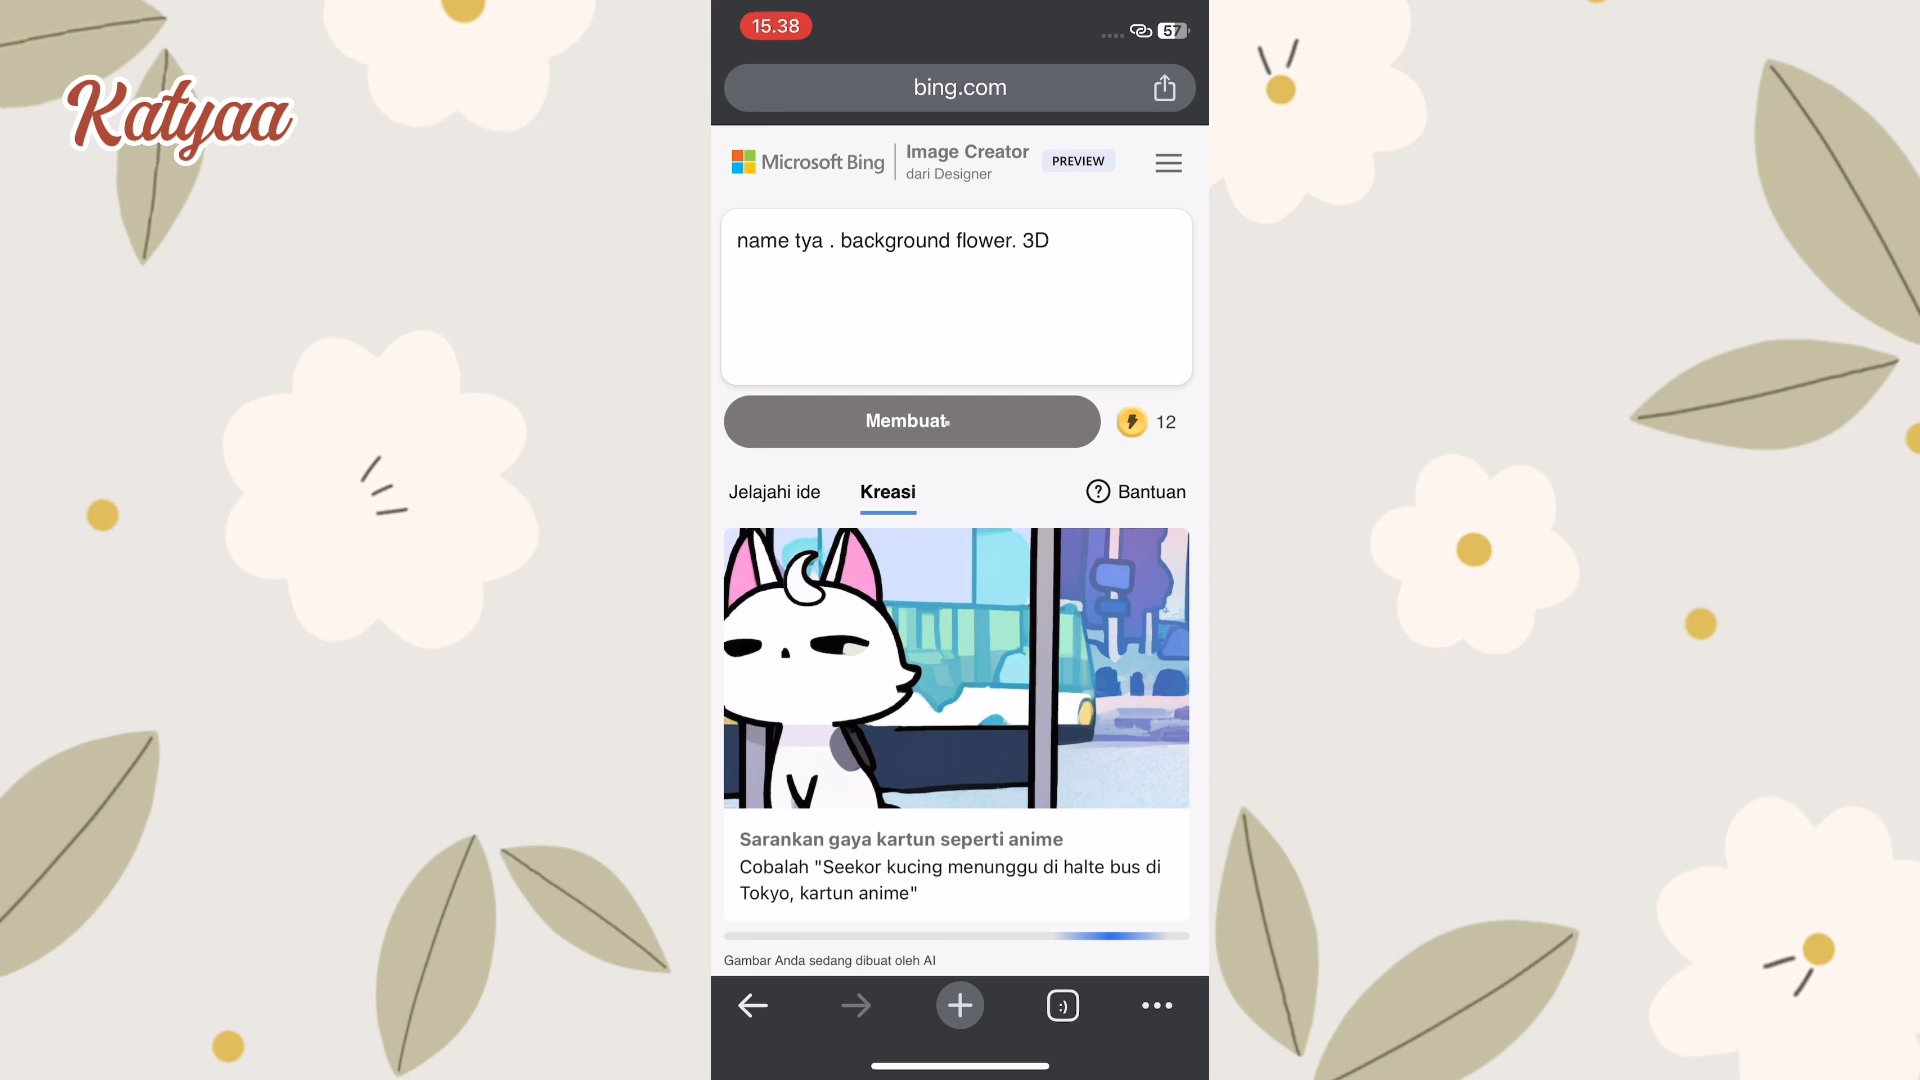 Katyaa
15.38
57
bing.com
Microsoft Bing
Image Creator
dari Designer
PREVIEW
name tya . background flower. 3D
Membuat
12
Jelajahi ide
Kreasi
Bantuan
Sarankan gaya kartun seperti anime
Cobalah "Seekor kucing menunggu di halte bus di
Tokyo, kartun anime"
Gambar Anda sedang dibuat oleh AI
:)